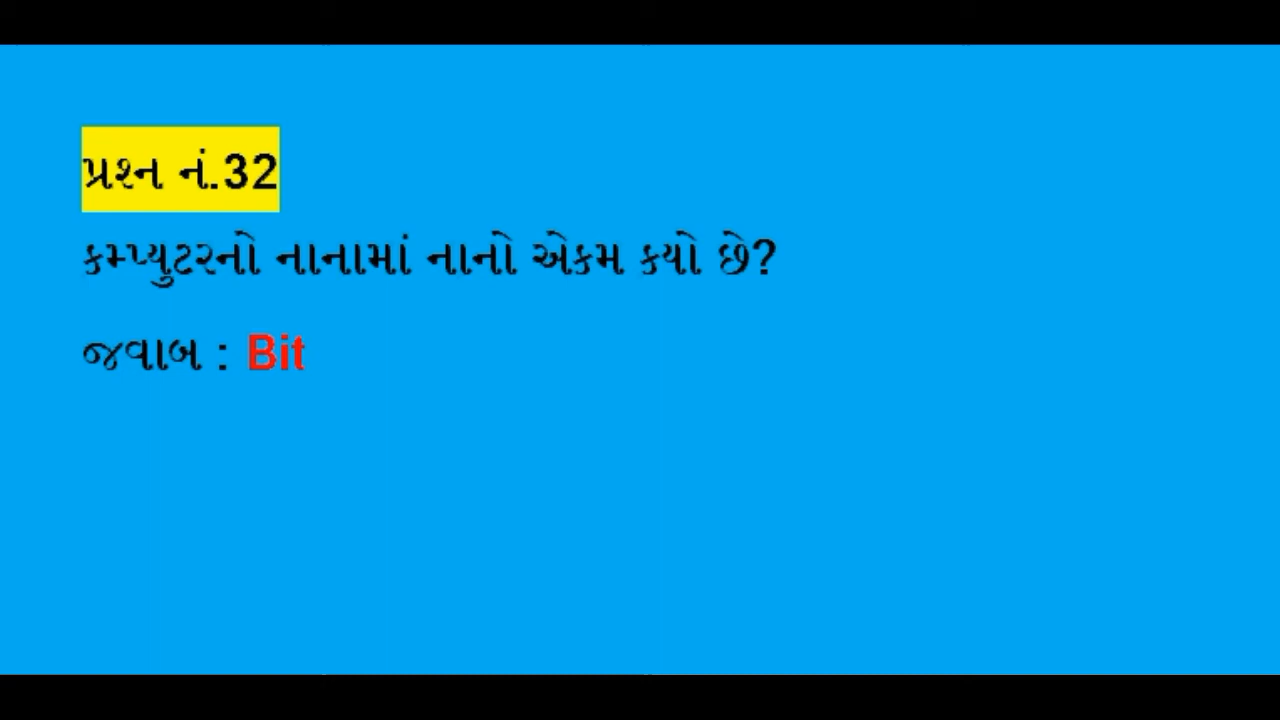 પ્રશ્ન નં.32
કમ્પ્યુટરનો નાનામાં નાનો એકમ કયો છે?
જવાબ : Bit